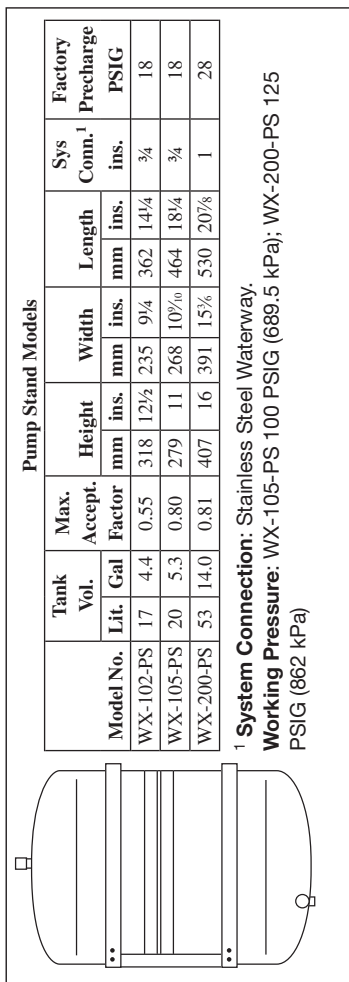 Pump Stand Models
Model No. Tank Vol. Max. Accept. Factor Height Width Length Sys Conn.¹ ins. Factory Precharge PSIG
Lit. Gal mm ins. mm ins. mm ins.
WX-102-PS 17 4.4 0.55 318 12½ 235 9¼ 362 14¼ ¾ 18
WX-105-PS 20 5.3 0.80 279 11 268 10⁹⁄₁₀ 464 18¼ ¾ 18
WX-200-PS 53 14.0 0.81 407 16 391 530 20⅞ 1 28
¹ System Connection: Stainless Steel Waterway.
Working Pressure: WX-105-PS 100 PSIG (689.5 kPa); WX-200-PS 125
PSIG (862 kPa)